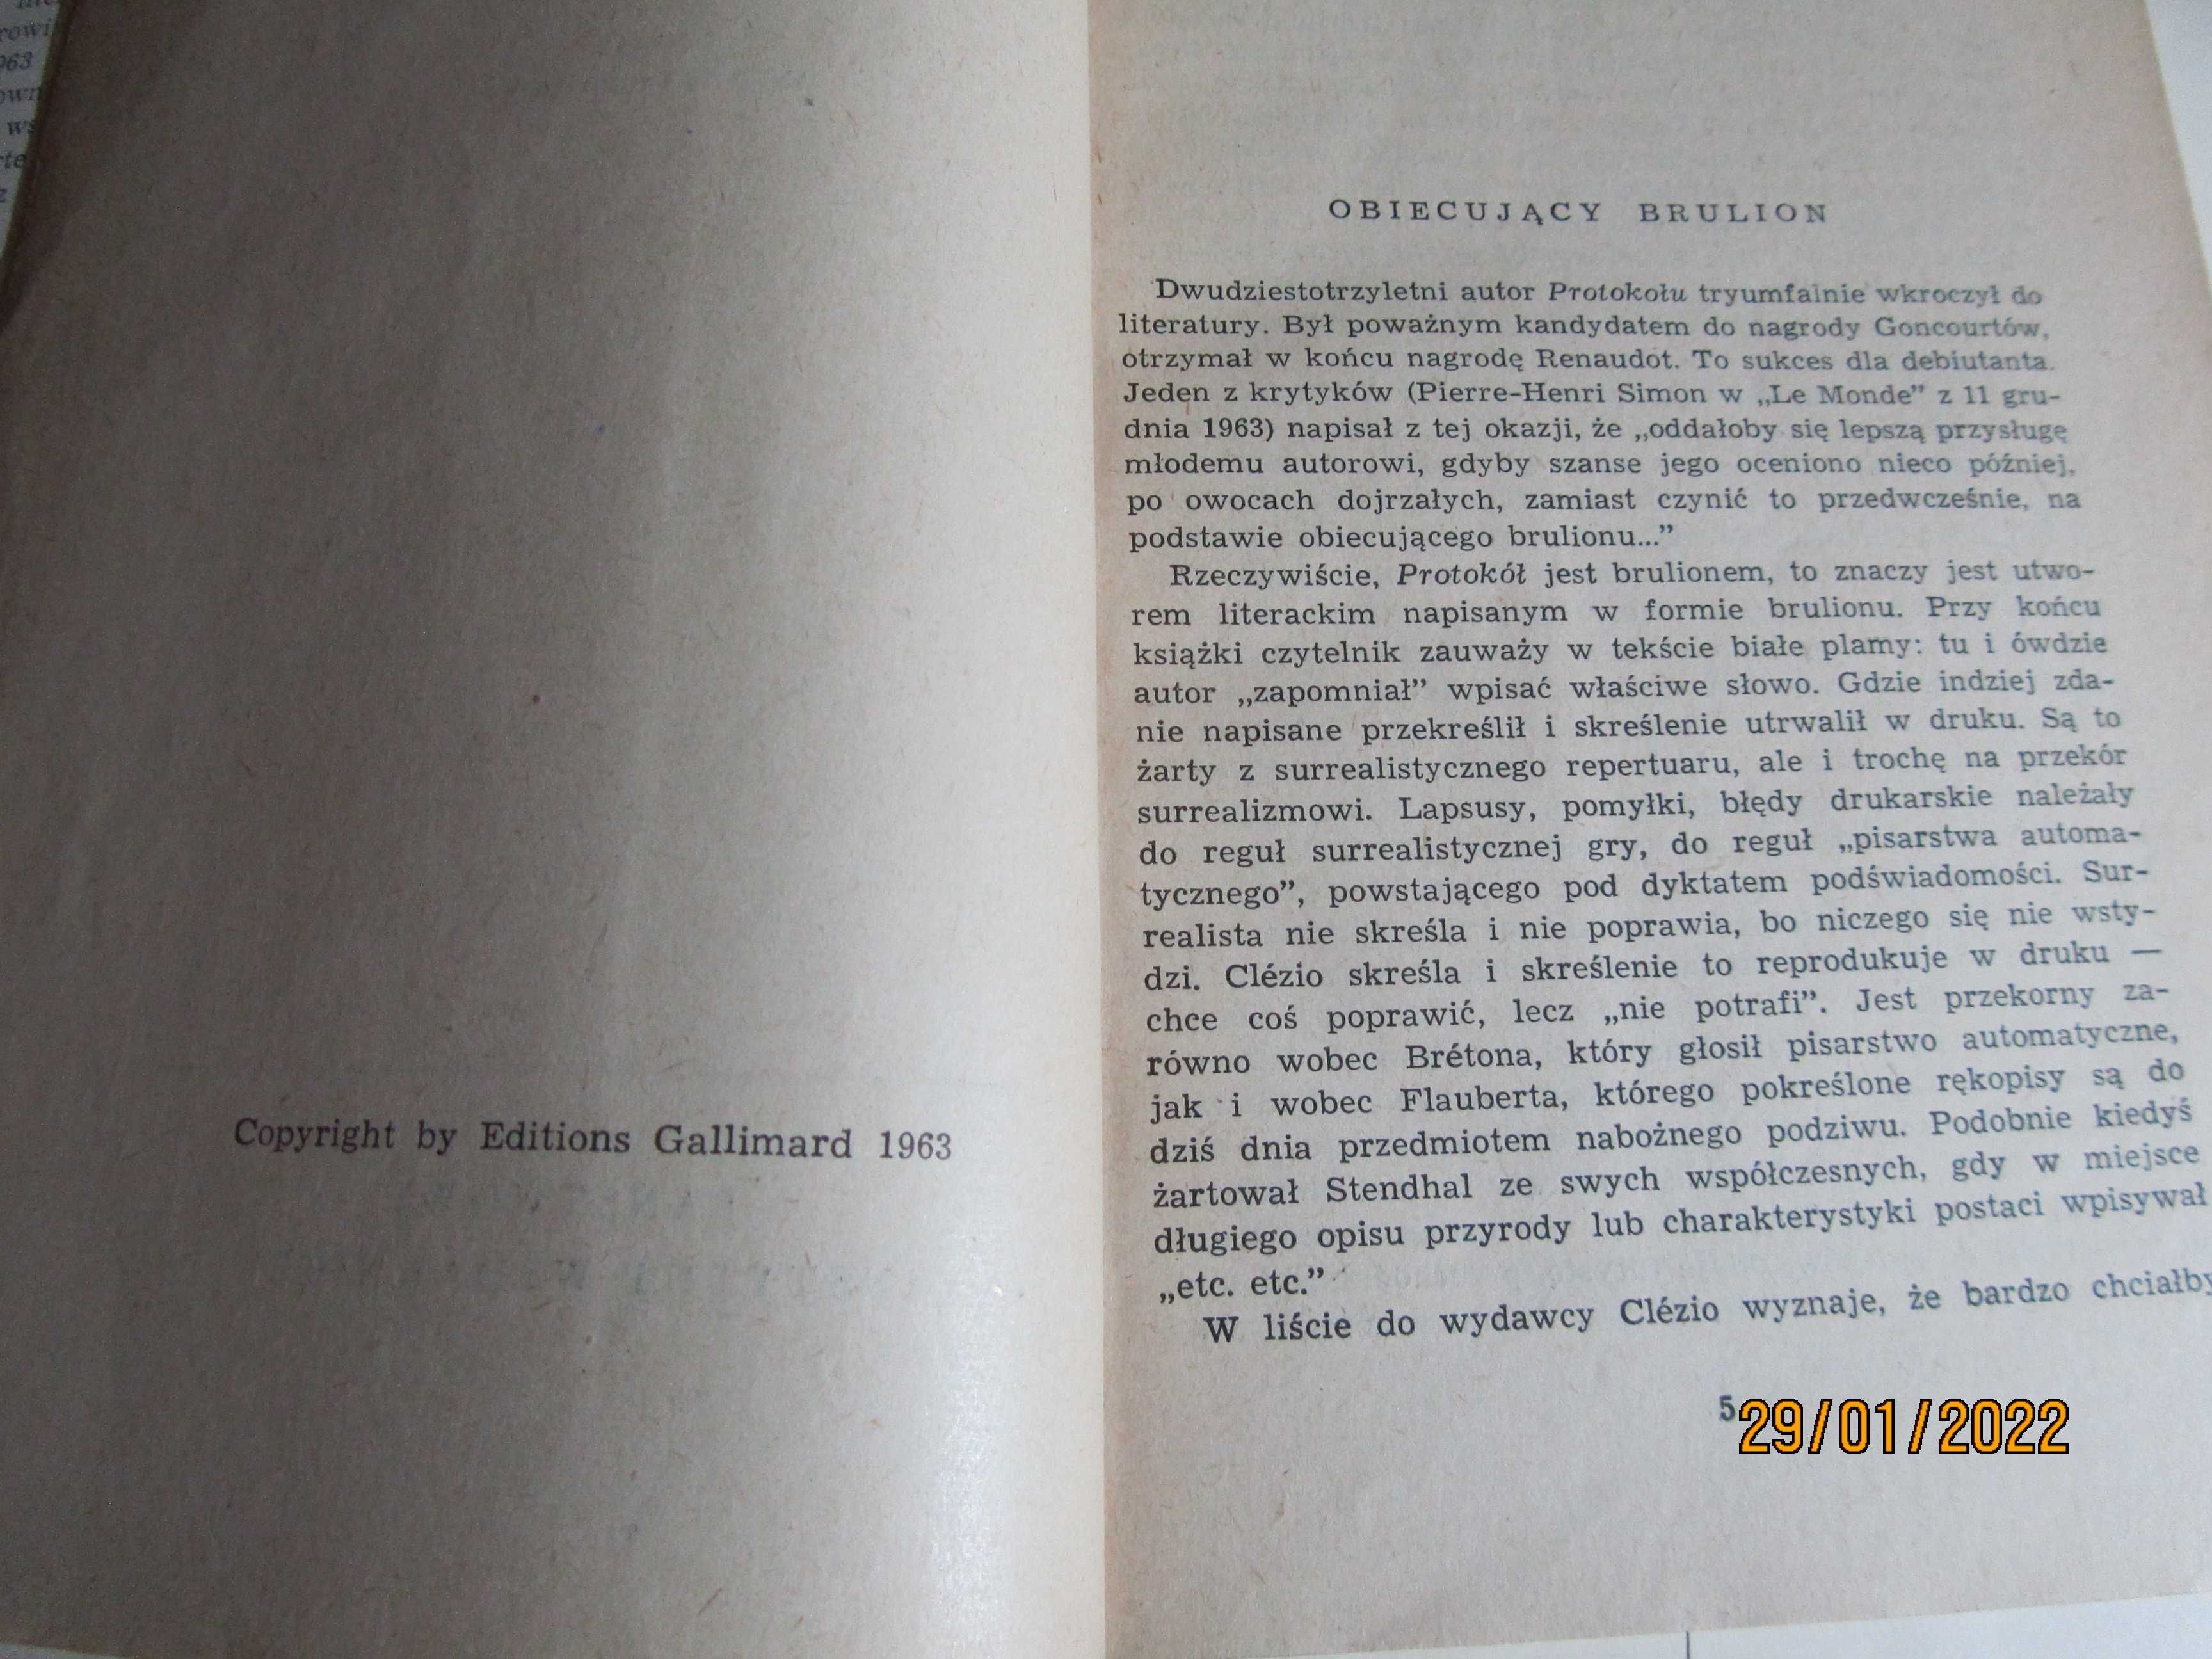 963
Copyright by Editions Gallimard 1963
OBIECUJĄCY BRULION
Dwudziestotrzyletni autor Protokołu tryumfalnie wkroczył do
literatury. Był poważnym kandydatem do nagrody Goncourtów,
otrzymał w końcu nagrodę Renaudot. To sukces dla debiutanta.
Jeden z krytyków (Pierre-Henri Simon w „Le Monde” z 11 gru-
dnia 1963) napisał z tej okazji, że „oddałoby się lepszą przysługę
młodemu autorowi, gdyby szanse jego oceniono nieco później,
po owocach dojrzałych, zamiast czynić to przedwcześnie, na
podstawie obiecującego brulionu...”
Rzeczywiście, Protokół jest brulionem, to znaczy jest utwo-
rem literackim napisanym w formie brulionu. Przy końcu
książki czytelnik zauważy w tekście białe plamy: tu i ówdzie
autor „zapomniał” wpisać właściwe słowo. Gdzie indziej zda-
nie napisane przekreślił i skreślenie utrwalił w druku. Są to
żarty z surrealistycznego repertuaru, ale i trochę na przekór
surrealizmowi. Lapsusy, pomyłki, błędy drukarskie należały
do reguł surrealistycznej gry, do reguł „pisarstwa automa-
tycznego”, powstającego pod dyktatem podświadomości. Sur-
realista nie skreśla i nie poprawia, bo niczego się nie wsty-
dzi. Clézio skreśla i skreślenie to reprodukuje w druku —
chce coś poprawić, lecz „nie potrafi”. Jest przekorny za-
równo wobec Brétona, który głosił pisarstwo automatyczne,
jak i wobec Flauberta, którego pokreślone rękopisy są do
dziś dnia przedmiotem nabożnego podziwu. Podobnie kiedyś
żartował Stendhal ze swych współczesnych, gdy w miejsce
długiego opisu przyrody lub charakterystyki postaci wpisywał
„etc. etc.”
W liście do wydawcy Clézio wyznaje, że bardzo chciałby
5
29/01/2022